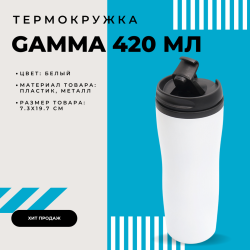 ТЕРМОКРУЖКА
GAMMA 420 МЛ
• ЦВЕТ: БЕЛЫЙ
• МАТЕРИАЛ ТОВАРА:
ПЛАСТИК, МЕТАЛЛ
• РАЗМЕР ТОВАРА:
7.3X19.7 СМ
ХИТ ПРОДАЖ